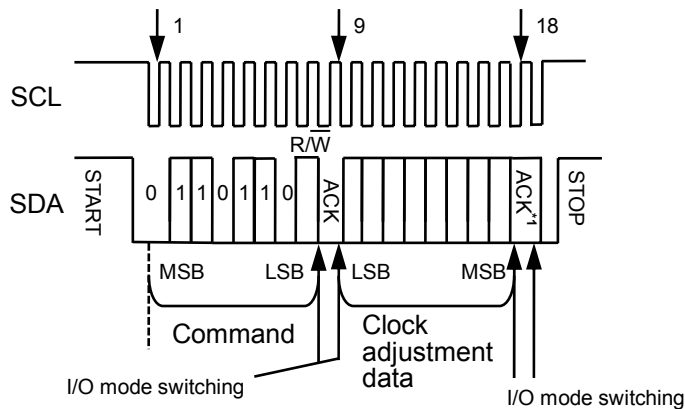 1 9 18
SCL
R/W
SDA
START 0 1 1 0 1 1 0 ACK ACK*1 STOP
MSB LSB LSB MSB
Command
Clock
adjustment
data
I/O mode switching
I/O mode switching